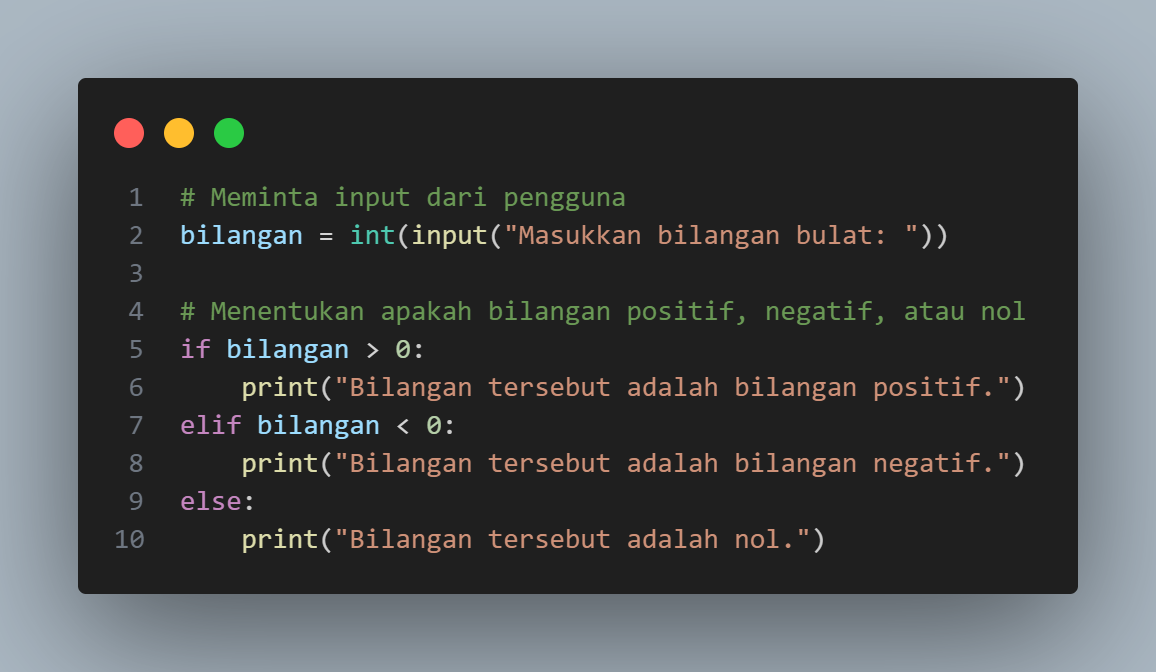 1 # Meminta input dari pengguna
2 bilangan = int(input("Masukkan bilangan bulat: "))
3
4 # Menentukan apakah bilangan positif, negatif, atau nol
5 if bilangan > 0:
6     print("Bilangan tersebut adalah bilangan positif.")
7 elif bilangan < 0:
8     print("Bilangan tersebut adalah bilangan negatif.")
9 else:
10     print("Bilangan tersebut adalah nol.")